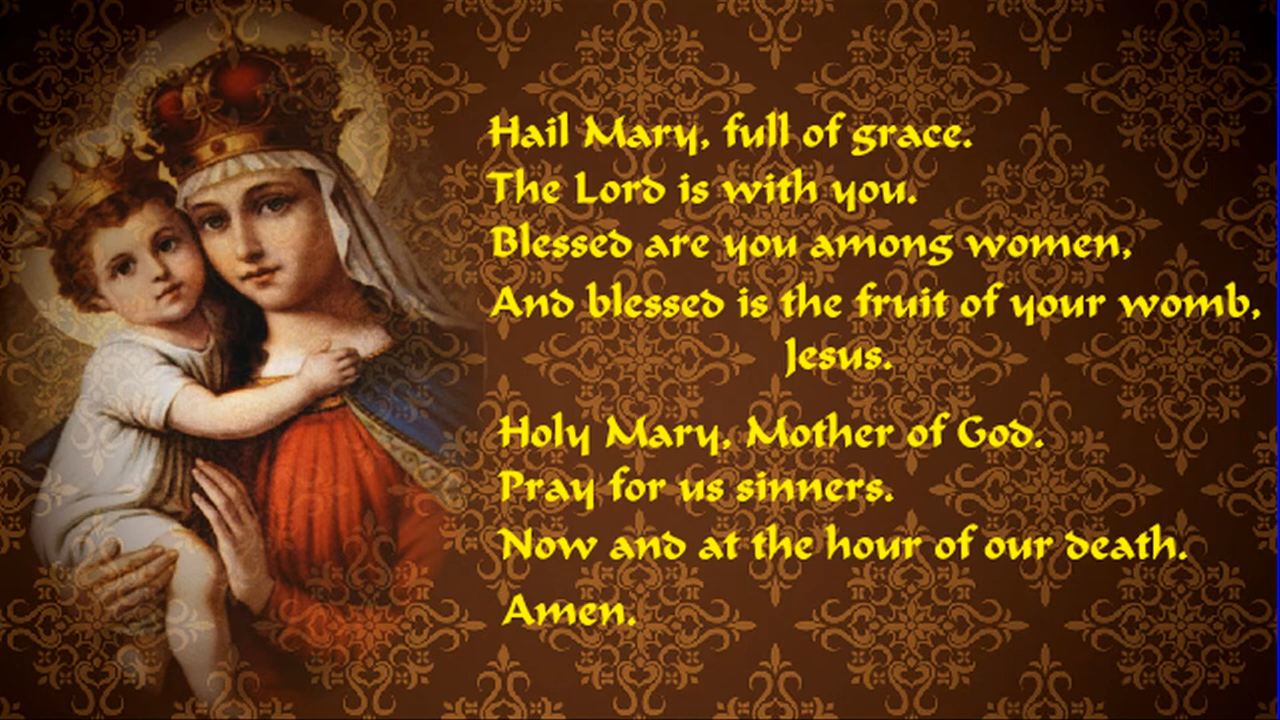 Hail Mary, full of grace.
The Lord is with you.
Blessed are you among women,
And blessed is the fruit of your womb,
Jesus.
Holy Mary, Mother of God.
Pray for us sinners.
Now and at the hour of our death.
Amen.